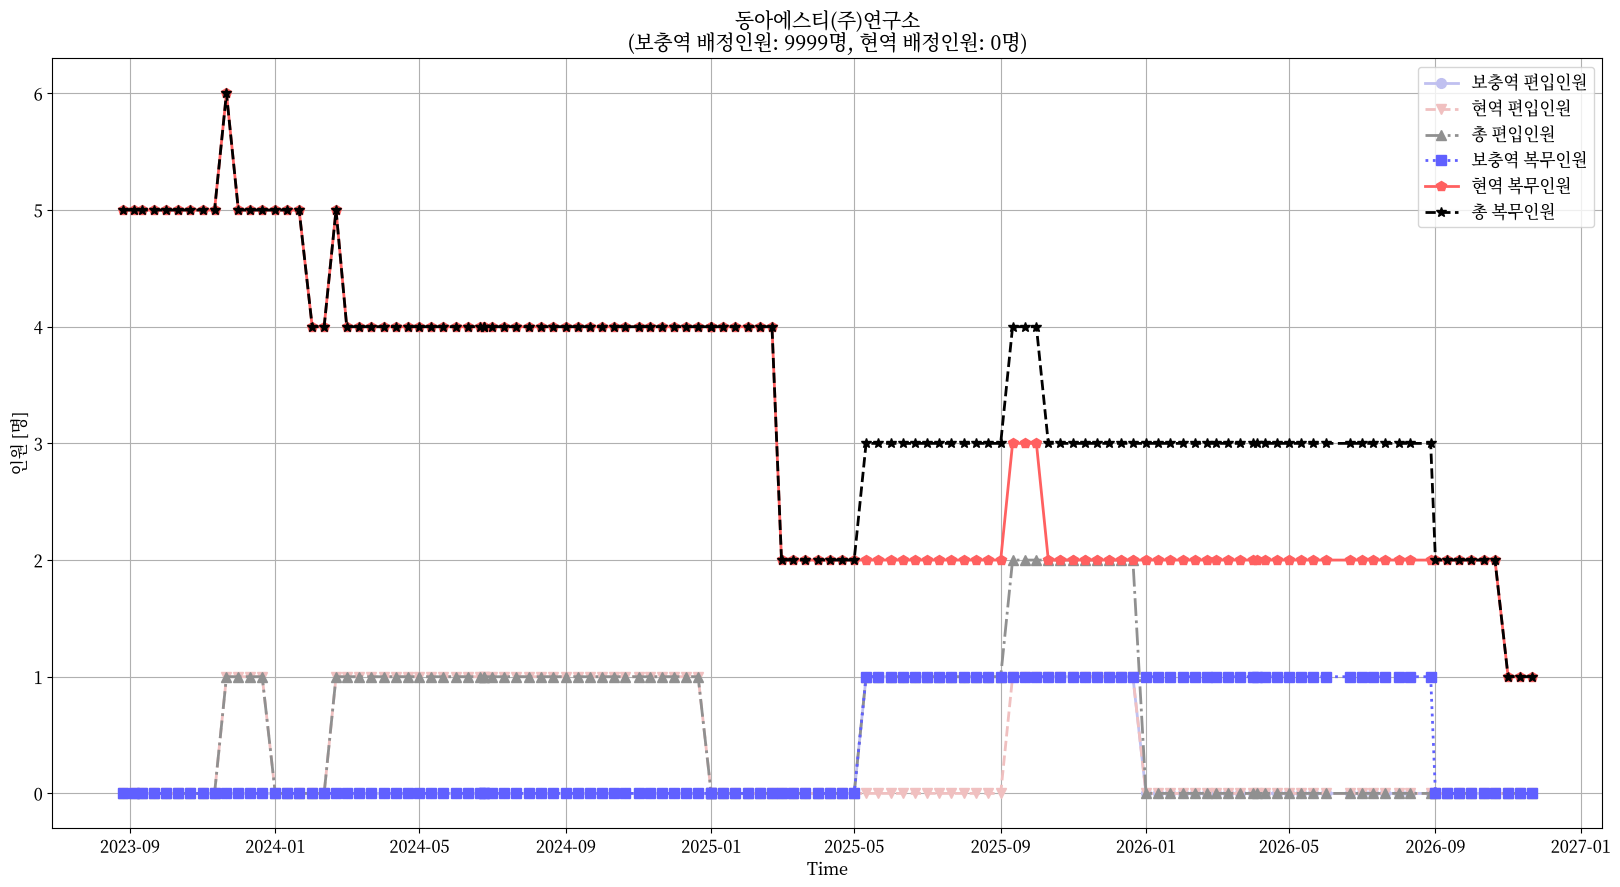 동아에스티(주)연구소
(보충역 배정인원: 9999명, 현역 배정인원: 0명)
보충역 편입인원
현역 편입인원
총 편입인원
보충역 복무인원
현역 복무인원
총 복무인원
인원 [명]
6
5
4
3
2
1
0
2023-09
2024-01
2024-05
2024-09
2025-01
2025-05
2025-09
2026-01
2026-05
2026-09
2027-01
Time